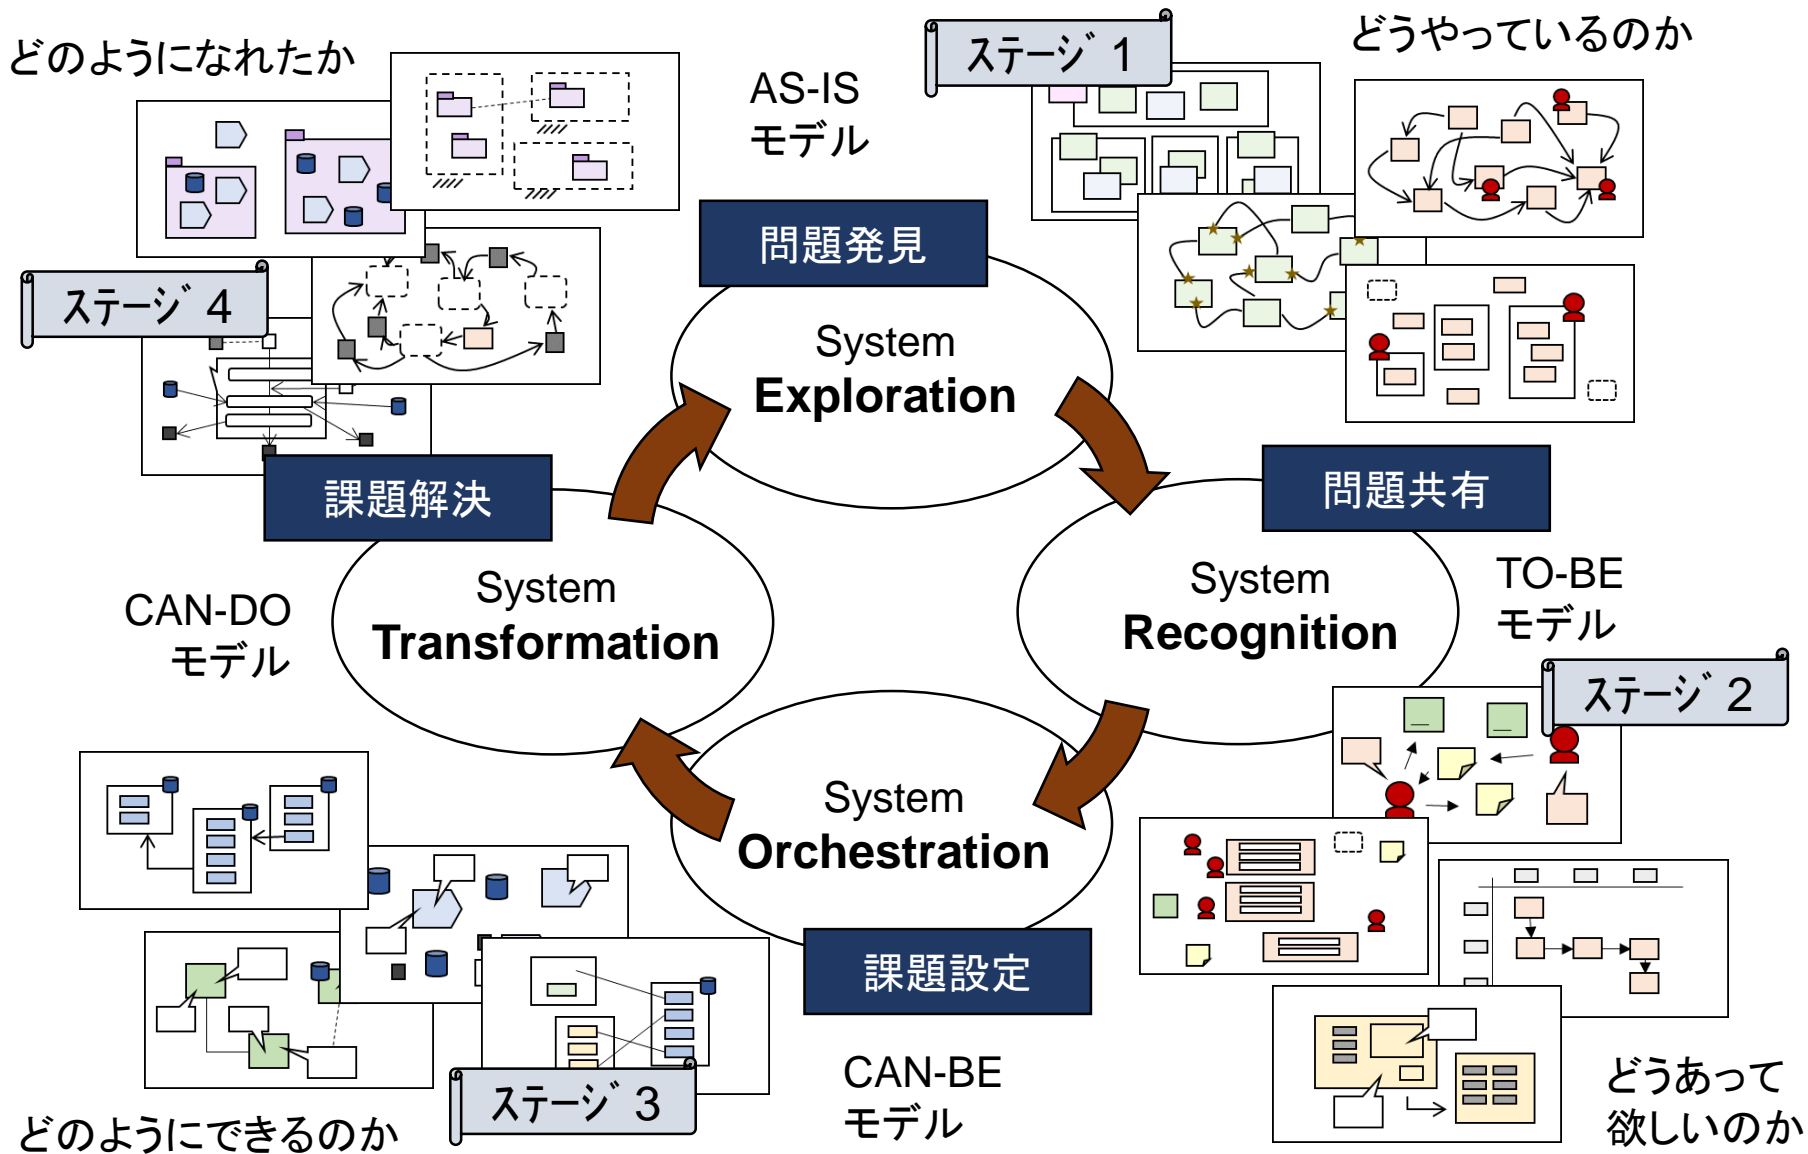 どのようになれたか
AS-IS
モデル
ステージ 1
どうやっているのか
ステージ 4
問題発見
System
Exploration
課題解決
問題共有
CAN-DO
モデル
System
Transformation
System
Recognition
TO-BE
モデル
ステージ 2
System
Orchestration
課題設定
ステージ 3
CAN-BE
モデル
どのようにできるのか
どうあって
欲しいのか